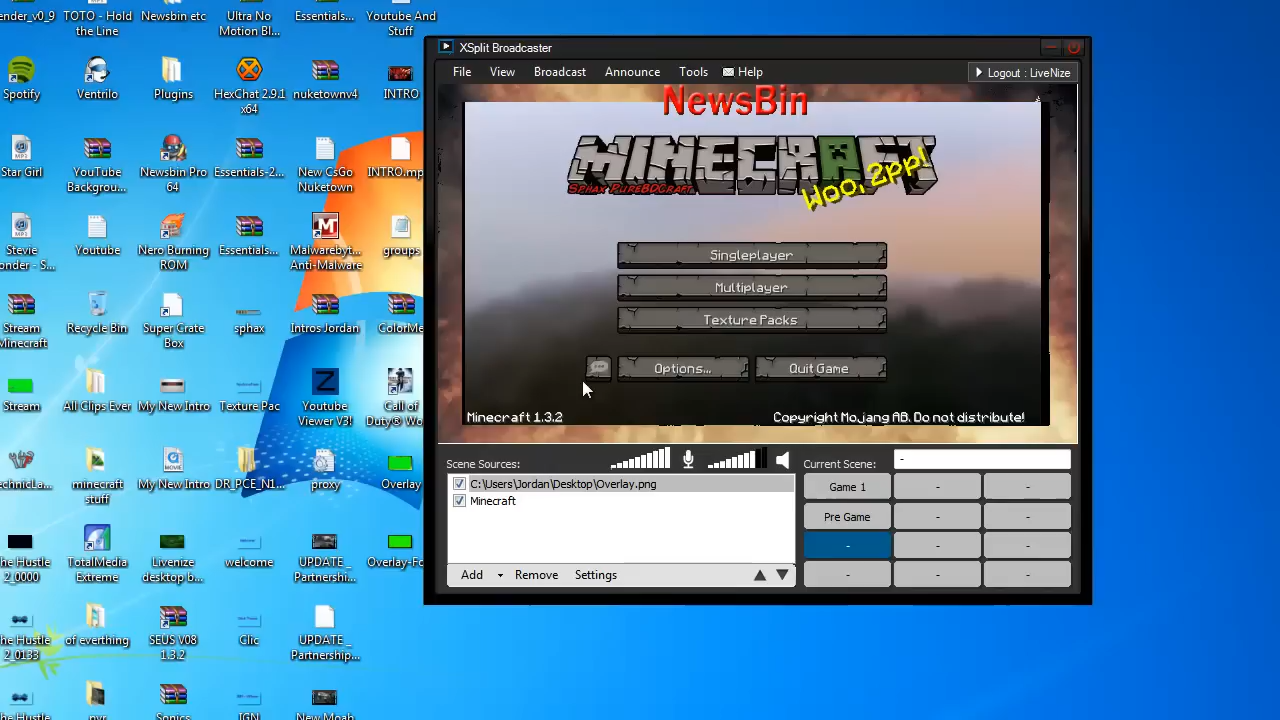 ender_v0_9
TOTO - Hold
the Line
Newsbin etc
Ultra No
Motion Bl...
Essentials...
Youtube And
Stuff
Spotify
Ventrilo
Plugins
HexChat 2.9.1
x64
nuketownv4
INTRO
Star Girl
YouTube
Backgrou...
Newsbin Pro
64
Essentials-2...
New CsGo
Nuketown
INTRO.mp
Stevie
onder - S...
Youtube
Nero Burning
ROM
Essentials...
Malwarebyt...
Anti-Malware
groups
Stream
Minecraft
Recycle Bin
Super Crate
Box
sphax
Intros Jordan
ColorMe
Stream
All Clips Ever
My New Intro
Texture Pac
Youtube
Viewer V3!
Call of
Duty® Wo
echnicLa...
minecraft
stuff
My New Intro
DR_PCE_N1...
proxy
Overlay
he Hustle
2_0000
TotalMedia
Extreme
Livenize
desktop b...
welcome
UPDATE _
Partnershi...
Overlay-Fo
he Hustle
2_0133
of everthing
SEUS V08
1.3.2
Clic
UPDATE _
Partnership...
pvr
Sonics
IGN
New Moah
XSplit Broadcaster
File
View
Broadcast
Announce
Tools
Help
Logout : LiveNize
NewsBin
MINECRAFT
Sphax PureBDCraft
Woo, 2pp!
Singleplayer
Multiplayer
Texture Packs
Options...
Quit Game
Minecraft 1.3.2
Copyright Mojang AB. Do not distribute!
Scene Sources:
Current Scene:
-
C:\Users\Jordan\Desktop\Overlay.png
Minecraft
Game 1
-
-
Pre Game
-
-
-
-
-
-
-
-
Add
Remove
Settings